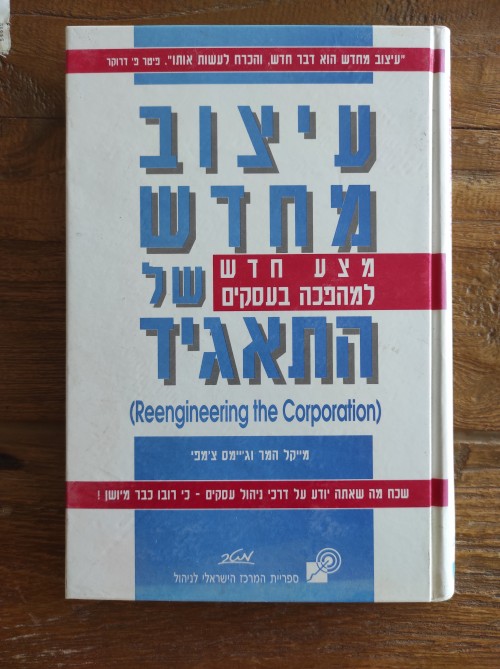 "עיצוב מחדש הוא דבר חדש, והכרח לעשות אותו". פיטר פ' דרוקר
עיצוב
מחדש
מצע חדש
למהפכה בעסקים
של
התאגיד
(Reengineering the Corporation)
מייקל המר וג'יימס צ'מפי
שכח מה שאתה יודע על דרכי ניהול עסקים - כי רובו כבר מיושן !
מטר
ספריית המרכז הישראלי לניהול